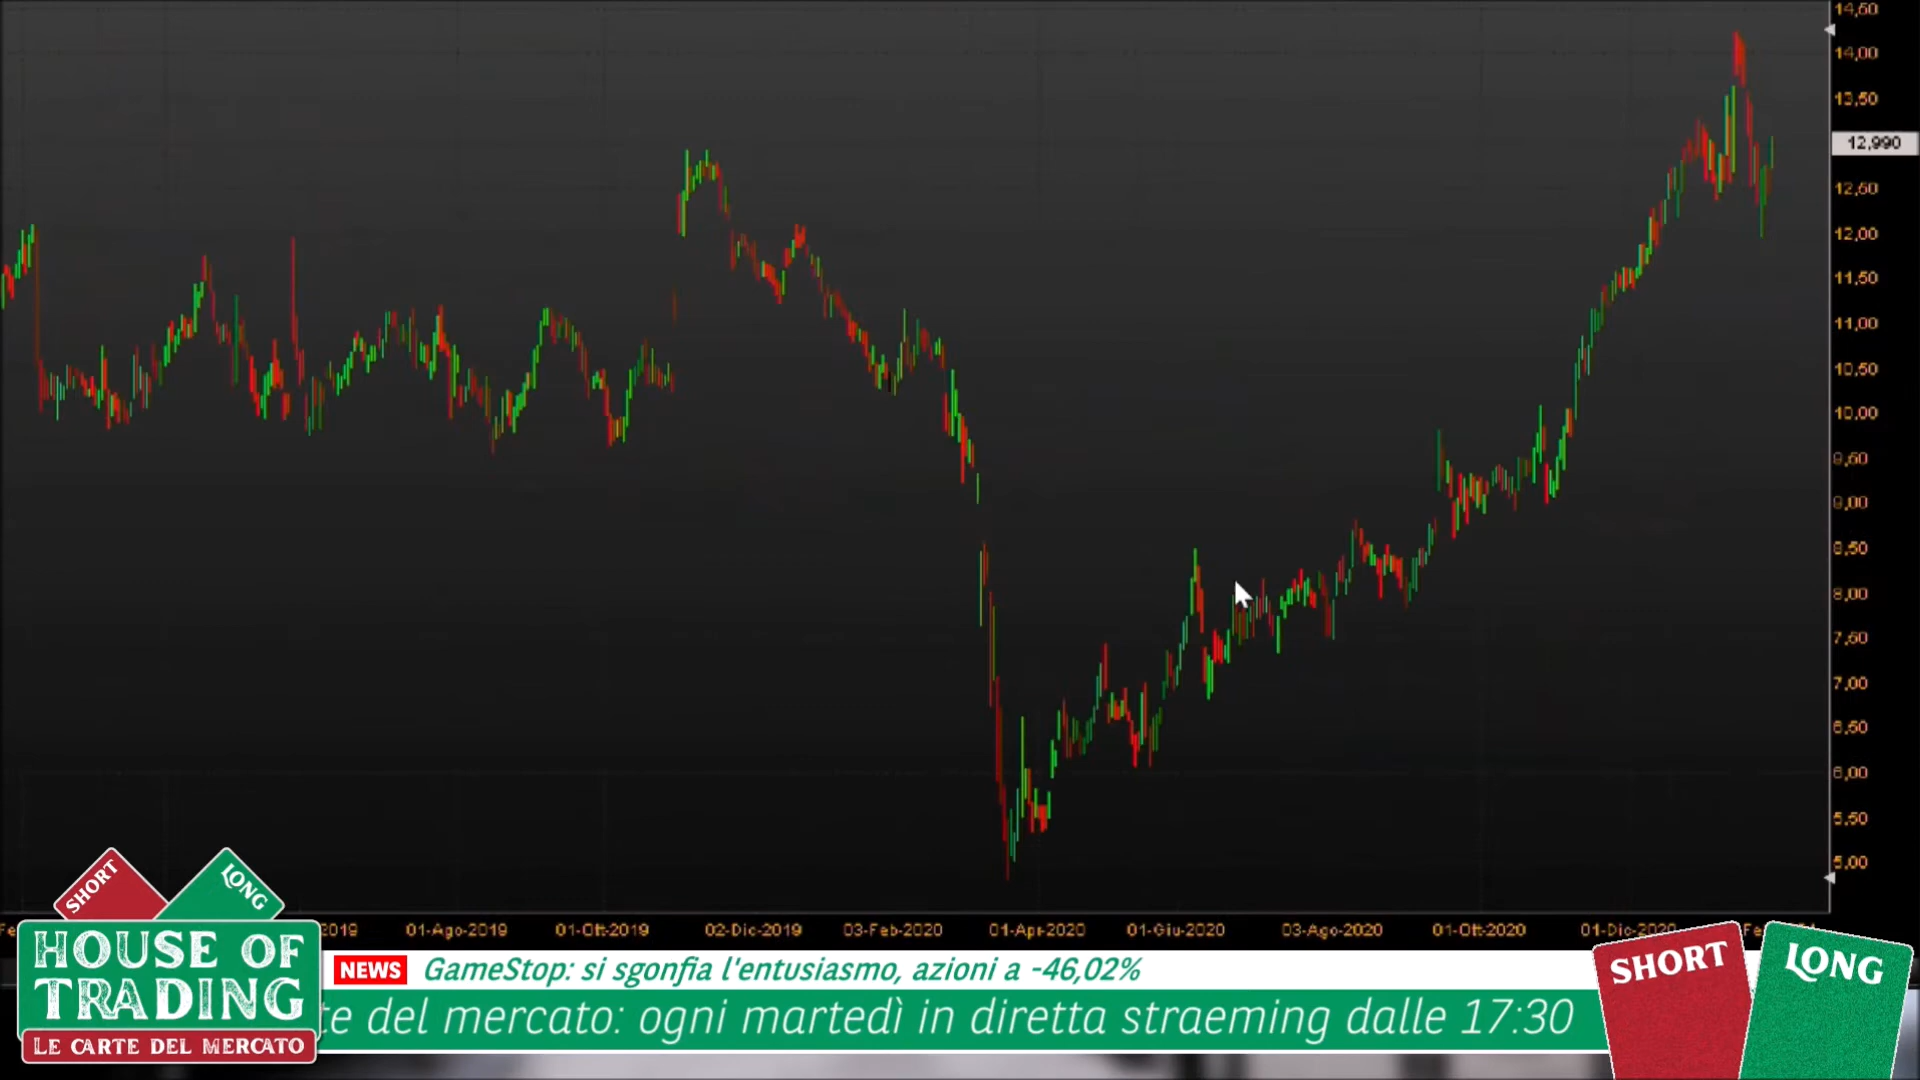 14,50
14,00
13,50
12,990
12,50
12,00
11,50
11,00
10,50
10,00
9,50
9,00
8,50
8,00
7,50
7,00
6,50
6,00
5,50
5,00
2019 01-Ago-2019 01-Ott-2019 02-Dic-2019 03-Feb-2020 01-Apr-2020 01-Giu-2020 03-Ago-2020 01-Ott-2020 01-Dic-2020
SHORT
LONG
HOUSE OF
TRADING
LE CARTE DEL MERCATO
NEWS GameStop: si sgonfia l'entusiasmo, azioni a -46,02%
te del mercato: ogni martedì in diretta straeming dalle 17:30
SHORT
LONG